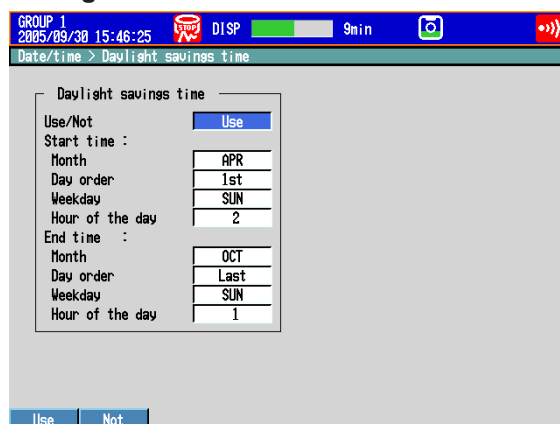 GROUP 1
2005/09/30 15:46:25 STOP DISP 9min
Date/time > Daylight savings time
Daylight savings time
Use/Not Use
Start time :
Month APR
Day order 1st
Weekday SUN
Hour of the day 2
End time :
Month OCT
Day order Last
Weekday SUN
Hour of the day 1
Use Not